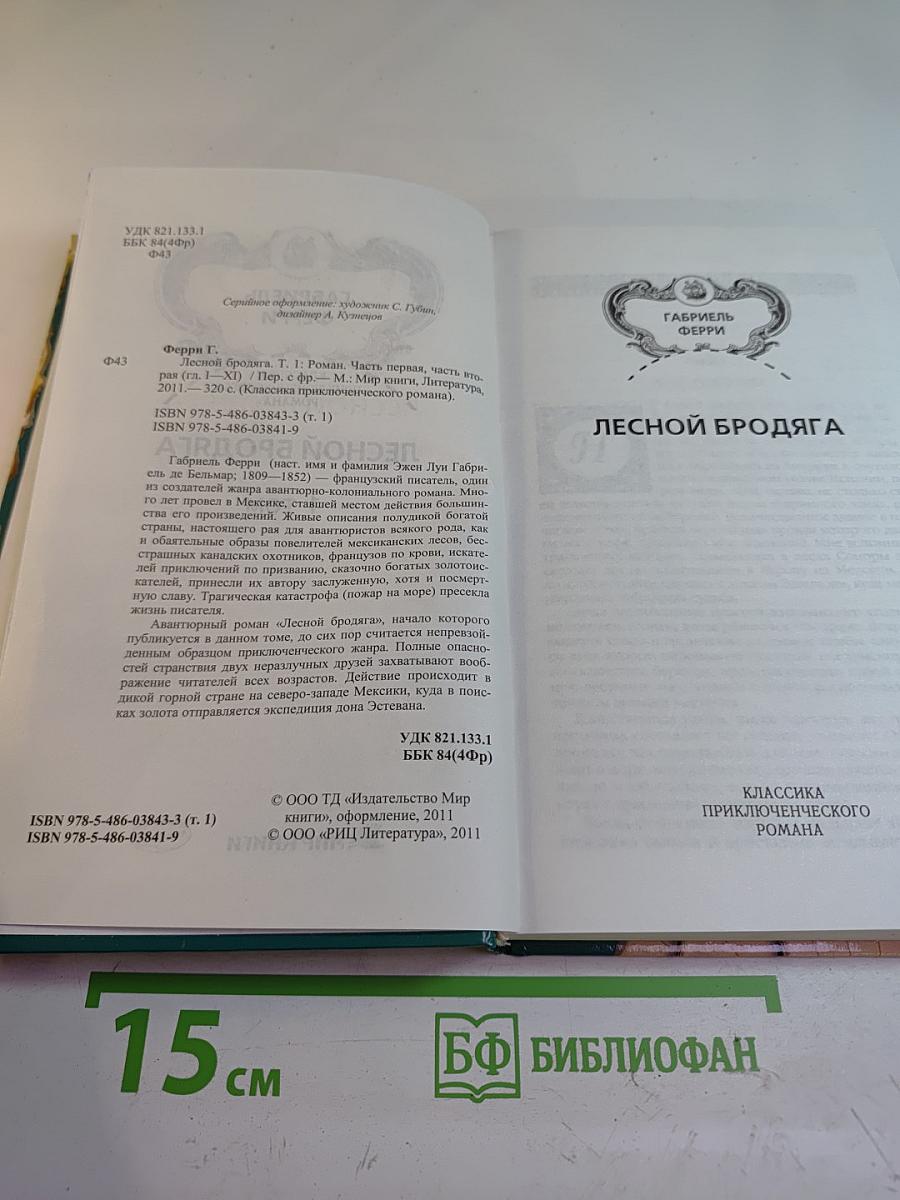 УДК 821.133.1
ББК 84(4Фр)
Ф43
Серийное оформление: художник С. Губин,
дизайнер А. Кузнецов
Ферри Г.
Ф43 Лесной бродяга. Т. 1: Роман. Часть первая, часть вто-
рая (гл. I—XI) / Пер. с фр.— М.: Мир книги, Литература,
2011.— 320 с. (Классика приключенческого романа).
ISBN 978-5-486-03843-3 (т. 1)
ISBN 978-5-486-03841-9
Габриель Ферри (наст. имя и фамилия Эжен Луи Габри-
ель де Бельмар; 1809—1852) — французский писатель, один
из создателей жанра авантюрно-колониального романа. Мно-
го лет провел в Мексике, ставшей местом действия большин-
ства его произведений. Живые описания полудикой богатой
страны, настоящего рая для авантюристов всякого рода, как
и обаятельные образы повелителей мексиканских лесов, бес-
страшных канадских охотников, французов по крови, искате-
лей приключений по призванию, сказочно богатых золотоис-
кателей, принесли их автору заслуженную, хотя и посмерт-
ную славу. Трагическая катастрофа (пожар на море) пресекла
жизнь писателя.
Авантюрный роман «Лесной бродяга», начало которого
публикуется в данном томе, до сих пор считается непревзой-
денным образцом приключенческого жанра. Полные опасно-
стей странствия двух неразлучных друзей захватывают вооб-
ражение читателей всех возрастов. Действие происходит в
дикой горной стране на северо-западе Мексики, куда в поис-
ках золота отправляется экспедиция дона Эстевана.
УДК 821.133.1
ББК 84(4Фр)
ISBN 978-5-486-03843-3 (т. 1)
ISBN 978-5-486-03841-9
© ООО ТД «Издательство Мир
книги», оформление, 2011
© ООО «РИЦ Литература», 2011
ГАБРИЕЛЬ
ФЕРРИ
ЛЕСНОЙ БРОДЯГА
КЛАССИКА
ПРИКЛЮЧЕНЧЕСКОГО
РОМАНА
15 см
БФ БИБЛИОФАН